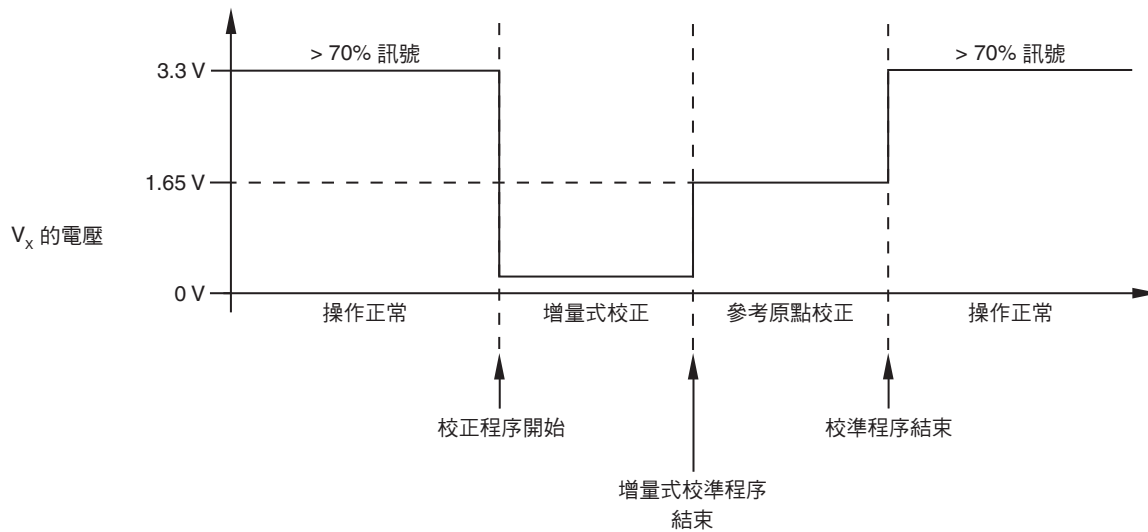 > 70% 訊號
> 70% 訊號
3.3 V
1.65 V
Vx 的電壓
0 V
操作正常
增量式校正
參考原點校正
操作正常
校正程序開始
校準程序結束
增量式校準程序
結束